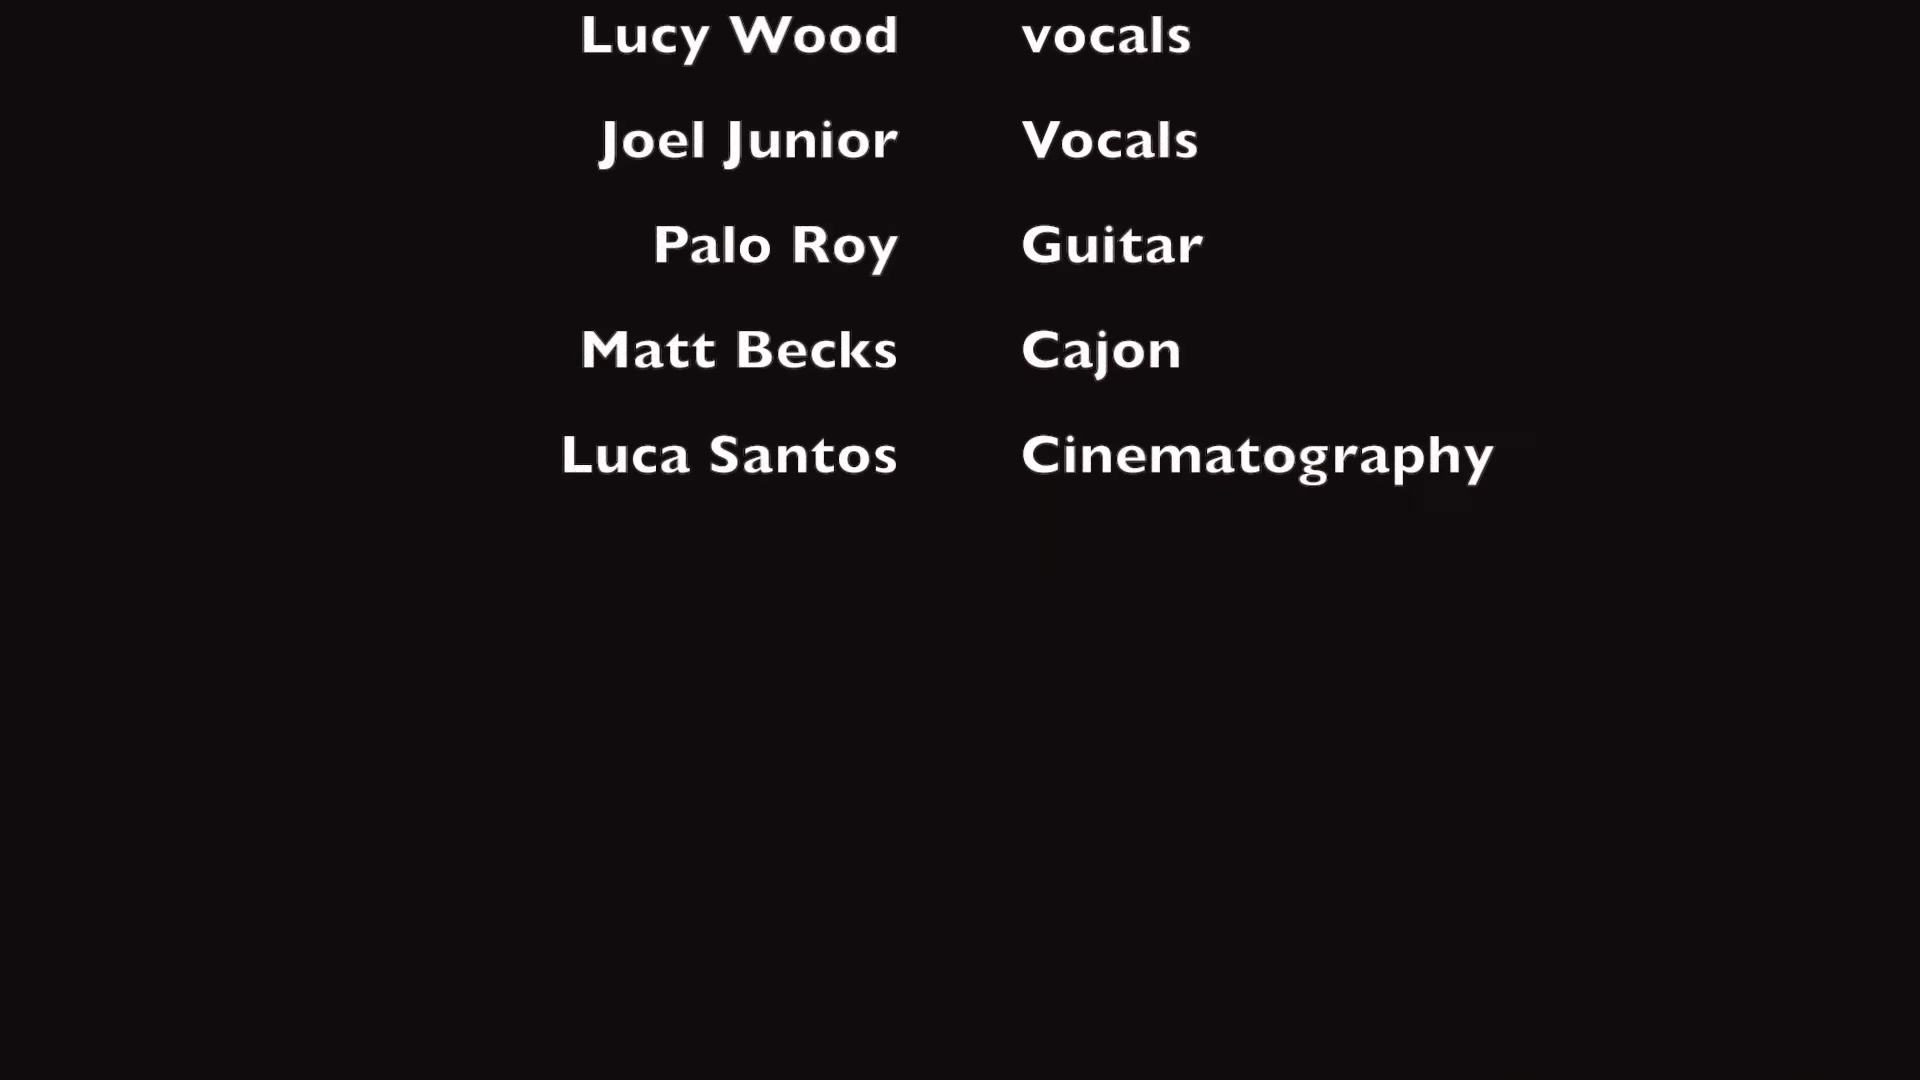 Lucy Wood vocals
Joel Junior Vocals
Palo Roy Guitar
Matt Becks Cajon
Luca Santos Cinematography